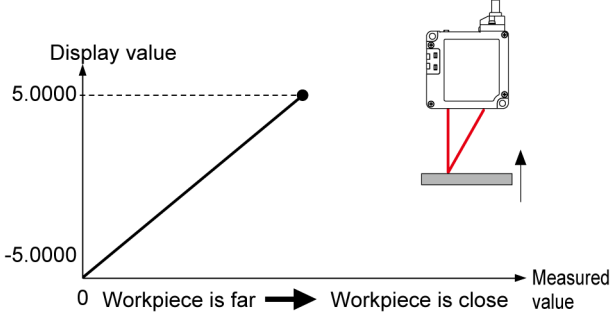 Display value
5.0000
-5.0000
0 Workpiece is far Workpiece is close
Measured
value